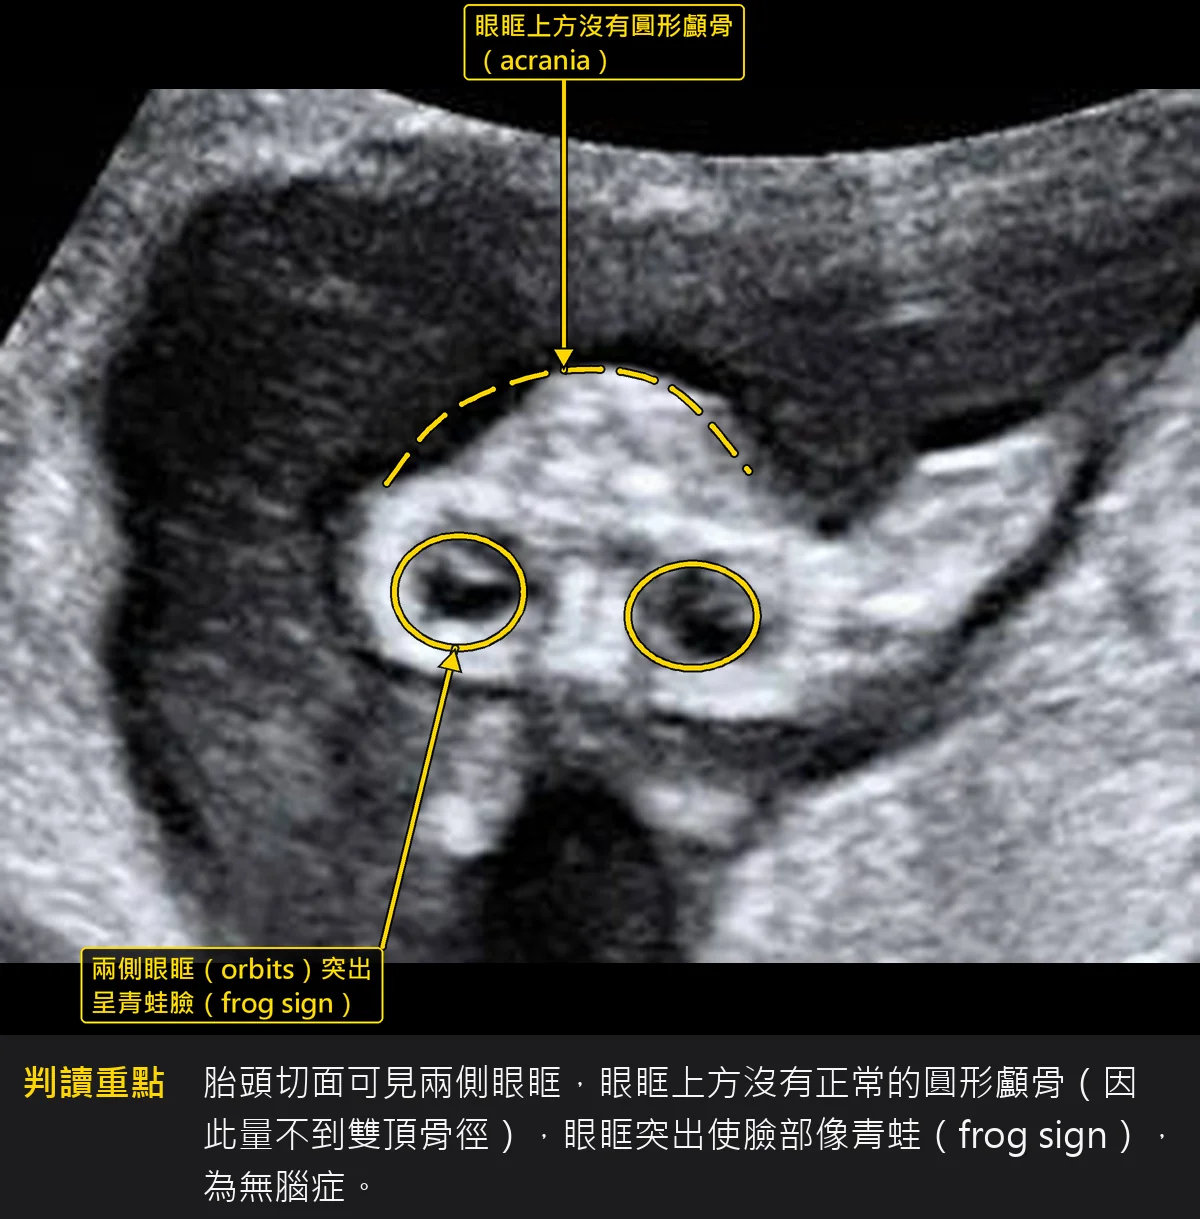 眼眶上方沒有圓形顱骨
（acrania）
兩側眼眶（orbits）突出
呈青蛙臉（frog sign）
判讀重點
胎頭切面可見兩側眼眶，眼眶上方沒有正常的圓形顱骨（因
此量不到雙頂骨徑），眼眶突出使臉部像青蛙（frog sign），
為無腦症。